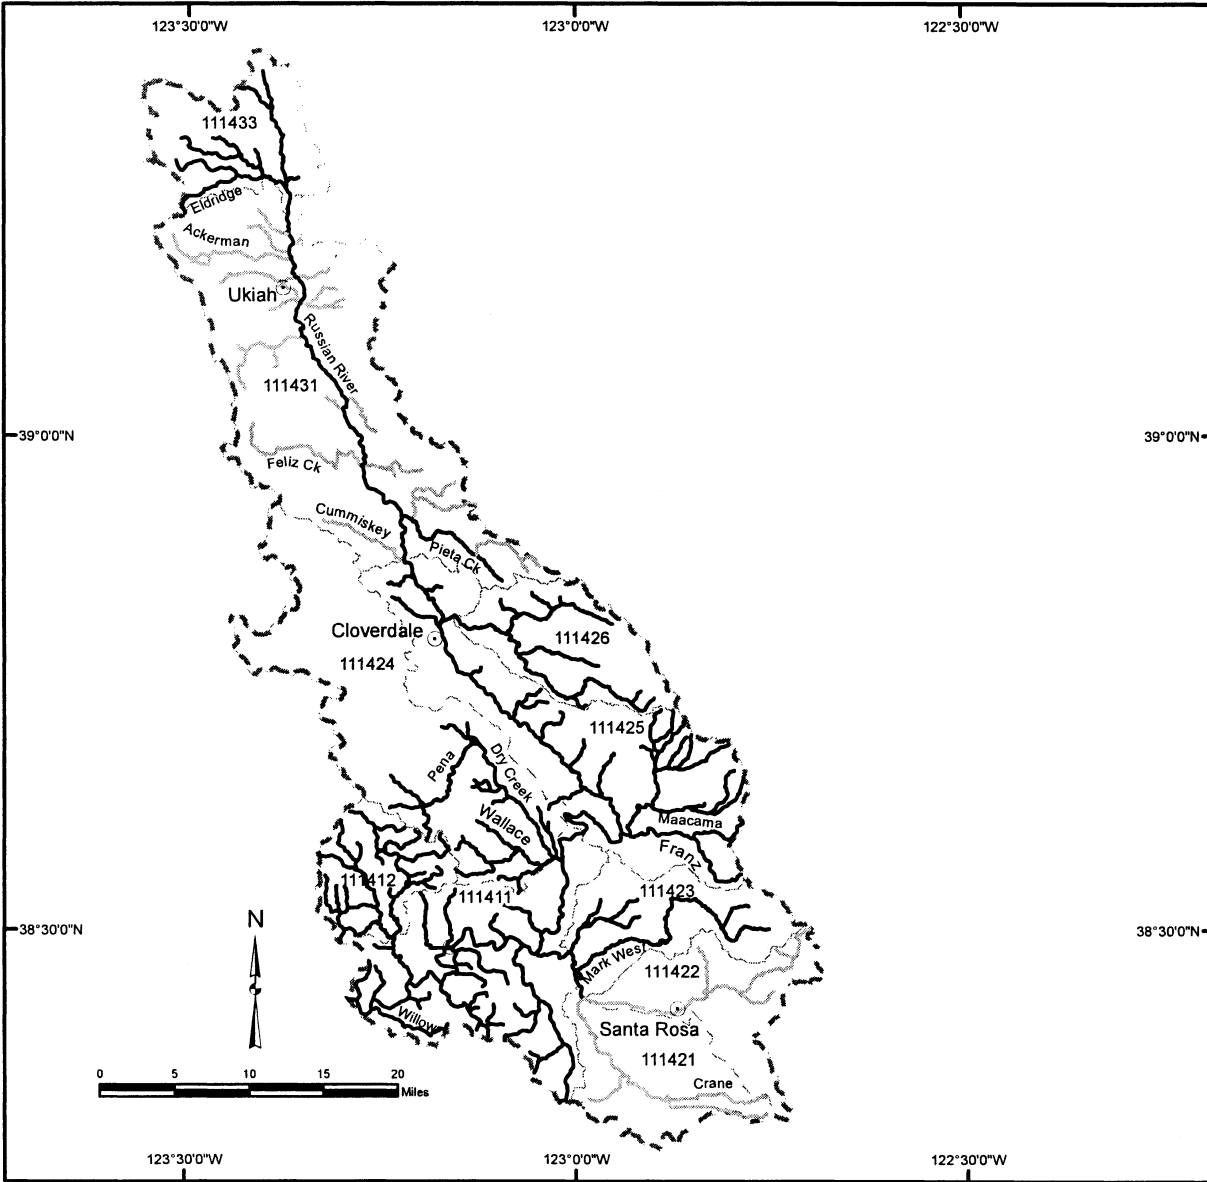 123°30'0"W 123°0'0"W 122°30'0"W
111433
Eldridge
Ackerman
Ukiah
Russian River
111431
39°0'0"N 39°0'0"N
Feliz Ck
Cummiskey
Pieta Ck
Cloverdale
111426
111424
111425
Pena
Dry Creek
Wallace
Maacama
Franz
111412
111411
111423
N
38°30'0"N 38°30'0"N
Mark West
111422
Willow
Santa Rosa
111421
Crane
0 5 10 15 20
Miles
123°30'0"W 123°0'0"W 122°30'0"W